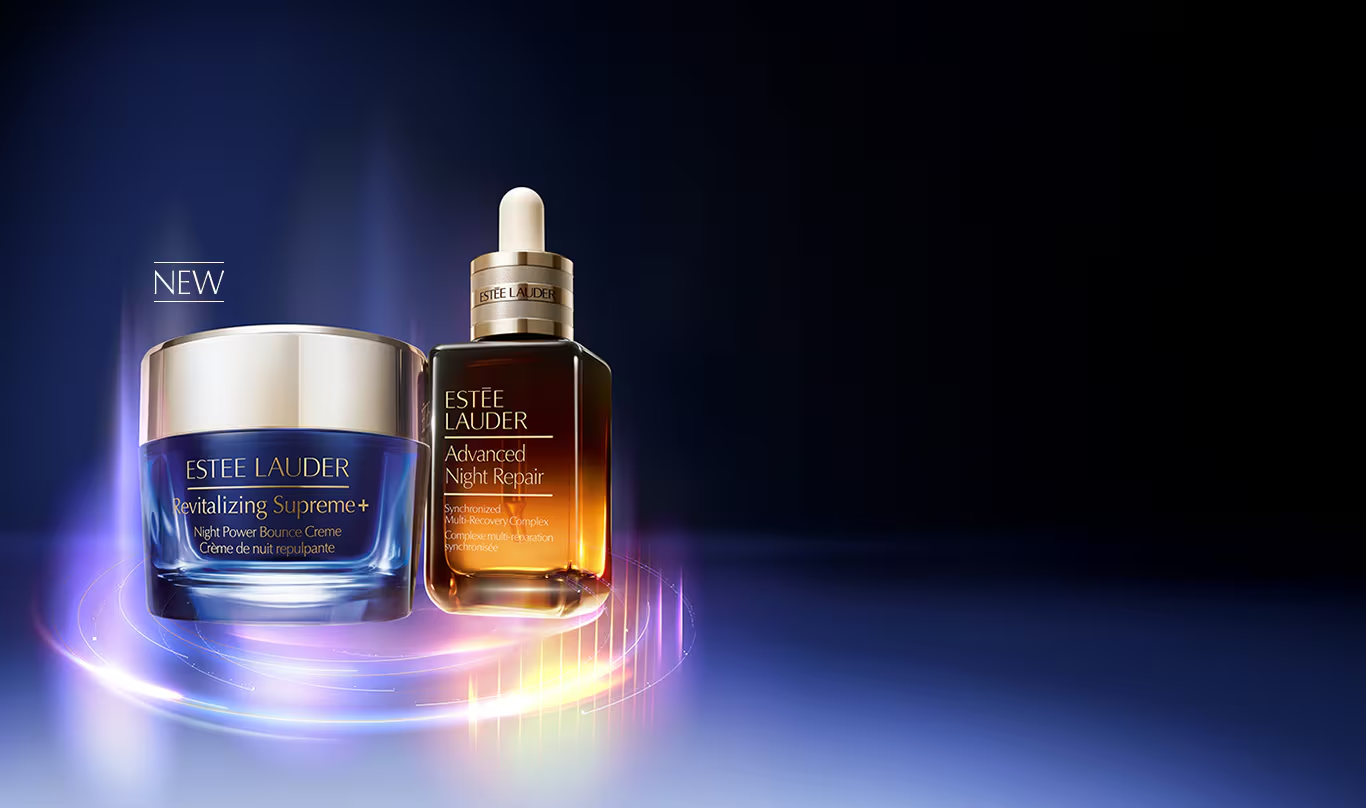 NEW
ESTEE LAUDER
Revitalizing Supreme+
Night Power Bounce Creme
Crème de nuit repulpante
ESTĒE LAUDER
ESTĒE
LAUDER
Advanced
Night Repair
Synchronized
Multi-Recovery Complex
Complexe multi-réparation
synchronisée